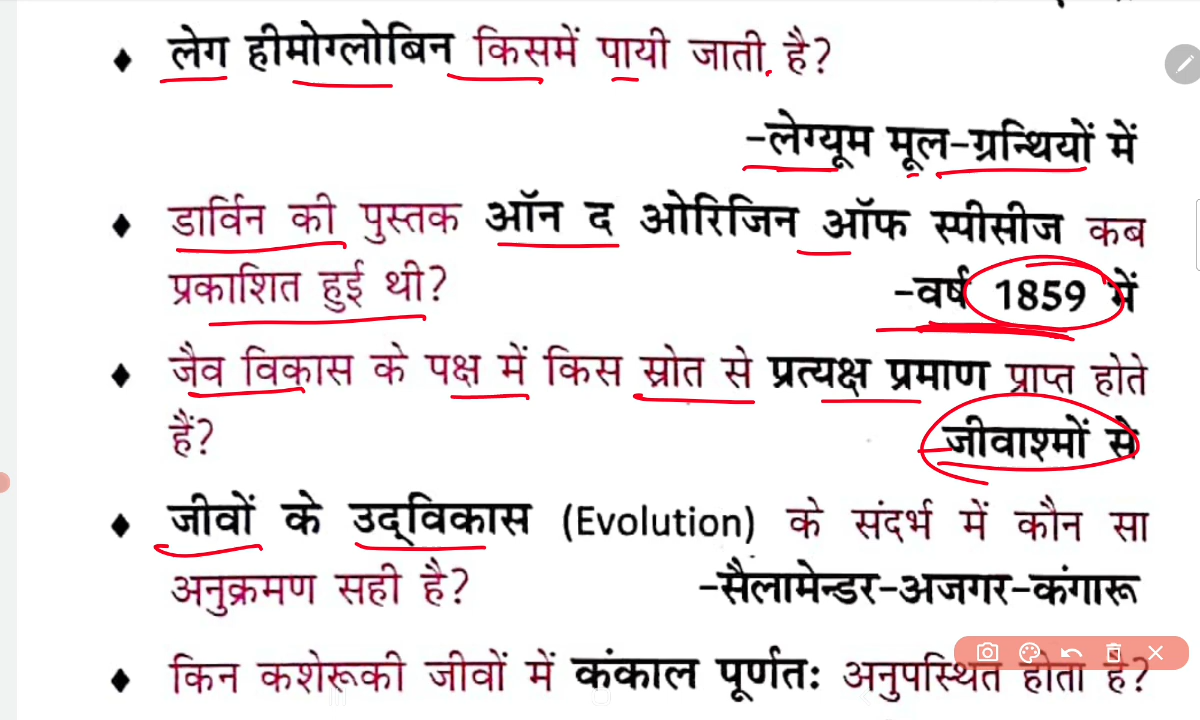 ♦ लेग हीमोग्लोबिन किसमें पायी जाती है?
-लेग्यूम मूल-ग्रन्थियों में
♦ डार्विन की पुस्तक ऑन द ओरिजिन ऑफ स्पीसीज कब
प्रकाशित हुई थी? -वर्ष 1859 में
♦ जैव विकास के पक्ष में किस स्रोत से प्रत्यक्ष प्रमाण प्राप्त होते
हैं? जीवाश्मों से
♦ जीवों के उद्‌विकास (Evolution) के संदर्भ में कौन सा
अनुक्रमण सही है? -सैलामेन्डर-अजगर-कंगारू
♦ किन कशेरूकी जीवों में कंकाल पूर्णतः अनुपस्थित होता है?